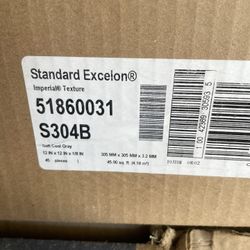 Standard Excelon®
Imperial® Texture
51860031
S304B
Soft Cool Gray
12 IN x 12 IN x 1/8 IN 305 MM x 305 MM x 3.2 MM
45 pieces 45.00 sq. ft. (4.18 m²)